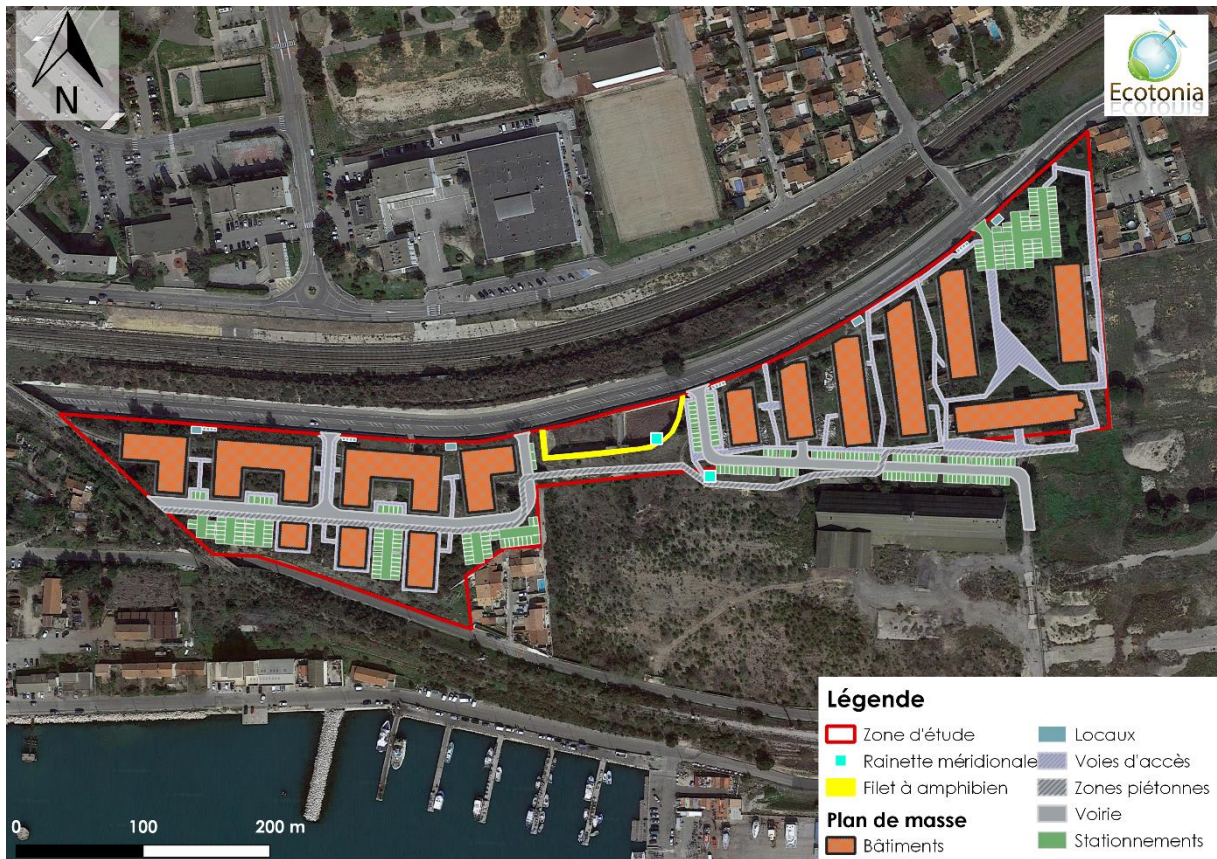 N
Ecotonia
Légende
Zone d'étude
Rainette méridionale
Filet à amphibien
Plan de masse
Bâtiments
Locaux
Voies d'accès
Zones piétonnes
Voirie
Stationnements
0 100 200 m